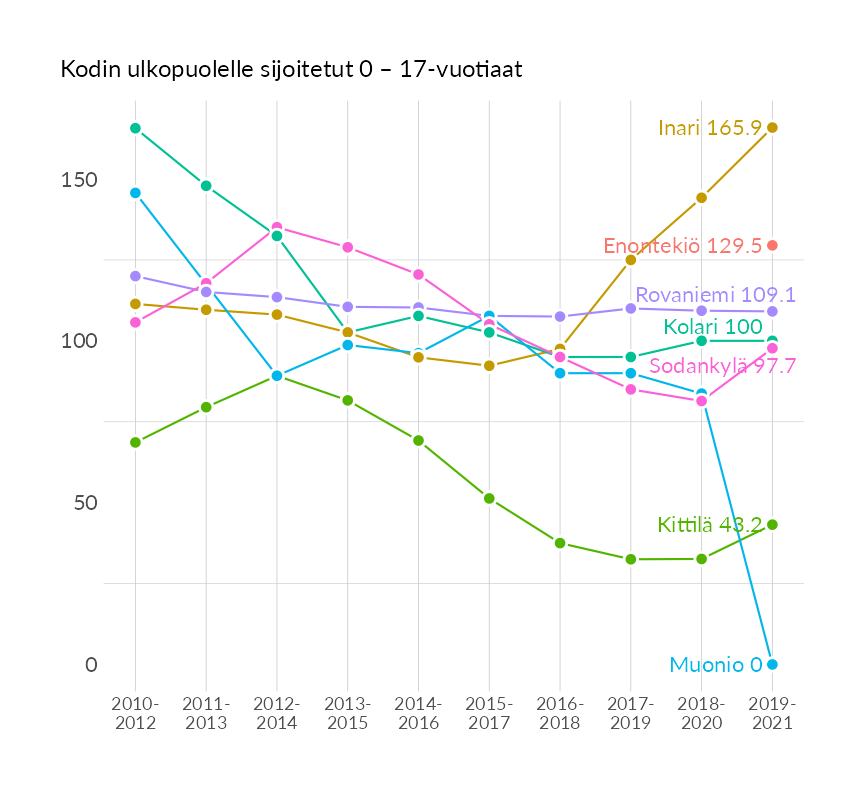 Kodin ulkopuolelle sijoitetut 0 – 17-vuotiaat
Inari 165.9
150
Enontekiö 129.5
Rovaniemi 109.1
Kolari 100
100
Sodankylä 97.7
50
Kittilä 43.2
0
Muonio 0
2010- 2011- 2012- 2013- 2014- 2015- 2016- 2017- 2018- 2019-
2012 2013 2014 2015 2016 2017 2018 2019 2020 2021